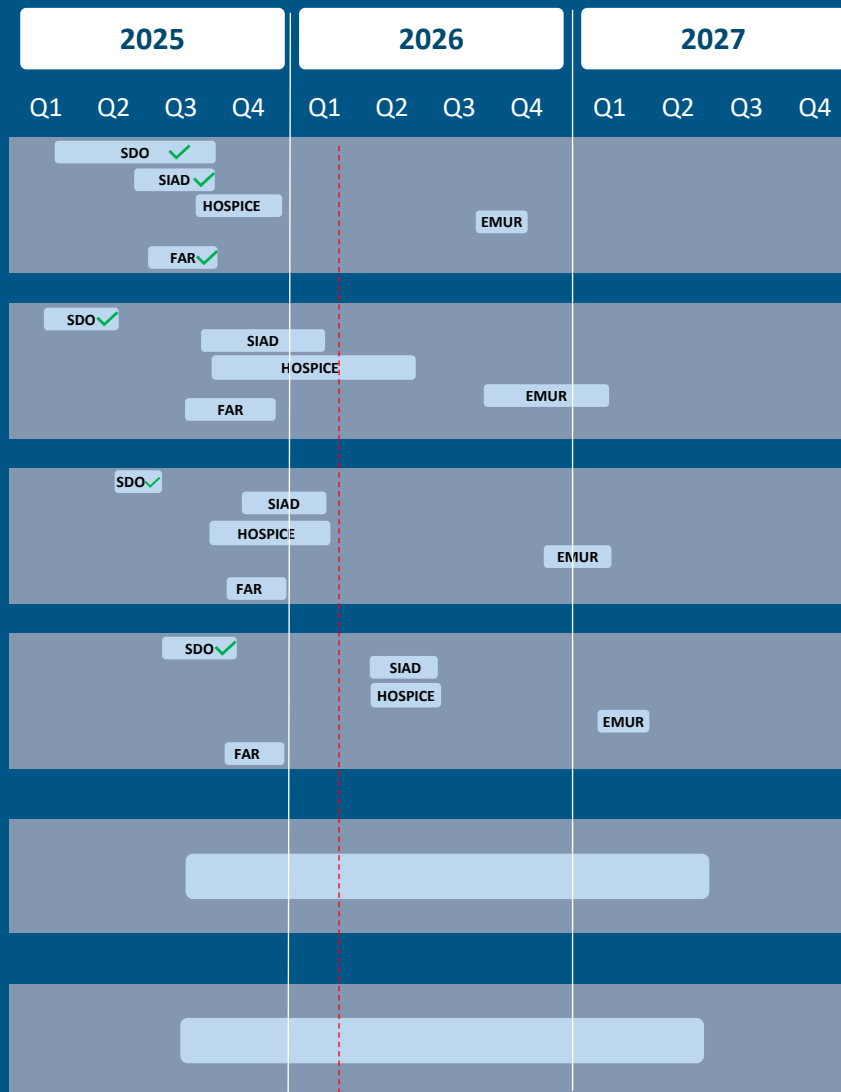 2025 2026 2027
Q1 Q2 Q3 Q4 Q1 Q2 Q3 Q4 Q1 Q2 Q3 Q4
SDO
SIAD
HOSPICE
EMUR
FAR
SDO
SIAD
HOSPICE
EMUR
FAR
SDO
SIAD
HOSPICE
EMUR
FAR
SDO
SIAD
HOSPICE
EMUR
FAR